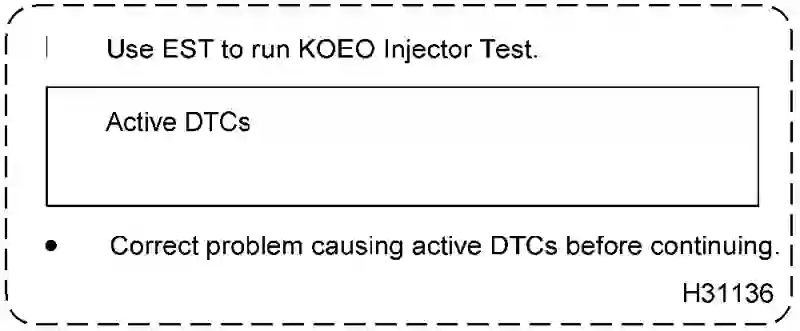 Use EST to run KOEO Injector Test.
Active DTCs
● Correct problem causing active DTCs before continuing.
H31136